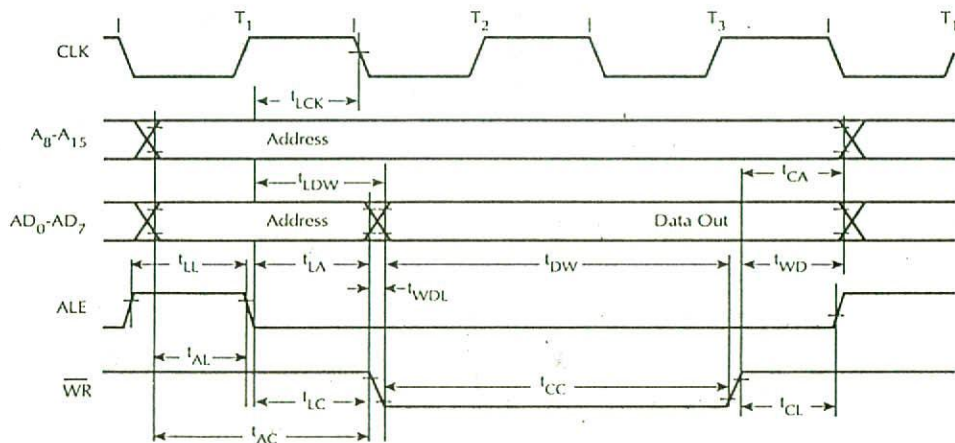 T1 T2 T3 T1
CLK
tLCK
A8-A15 Address
tLDW tCA
AD0-AD7 Address Data Out
tLL tLA tDW tWD
tWDL
ALE
tAL
WR tCC
tLC tCL
tAC